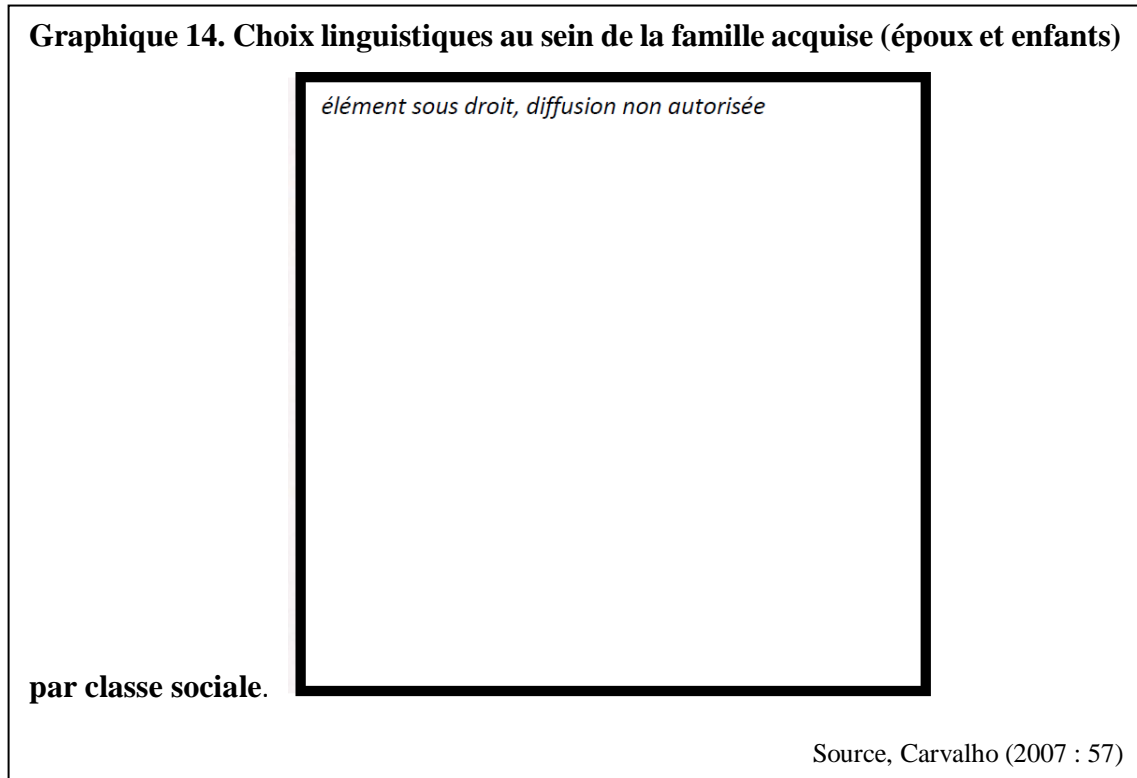 Graphique 14. Choix linguistiques au sein de la famille acquise (époux et enfants)
élément sous droit, diffusion non autorisée
par classe sociale.
Source, Carvalho (2007 : 57)